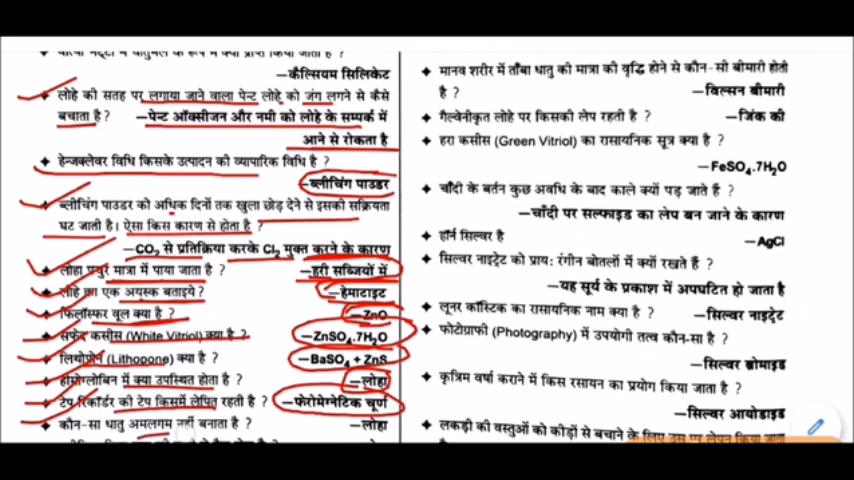 धातुमल के रूप में क्या प्राप्त किया जाता है ?
—कैल्सियम सिलिकेट
लोहे की सतह पर लगाया जाने वाला पेन्ट लोहे को जंग लगने से कैसे
बचाता है ? —पेन्ट ऑक्सीजन और नमी को लोहे के सम्पर्क में
आने से रोकता है
✦ हेन्जक्लेवर विधि किसके उत्पादन की व्यापारिक विधि है ?
—ब्लीचिंग पाउडर
ब्लीचिंग पाउडर को अधिक दिनों तक खुला छोड़ देने से इसकी सक्रियता
घट जाती है। ऐसा किस कारण से होता है ?
—CO₂ से प्रतिक्रिया करके Cl₂ मुक्त करने के कारण
लोहा प्रचुर मात्रा में पाया जाता है ? —हरी सब्जियों में
लोहे का एक अयस्क बताइये ? —हेमाटाइट
फिलॉस्फर वूल क्या है ? —ZnO
सफेद कसीस (White Vitriol) क्या है ? —ZnSO₄.7H₂O
लिथोपोन (Lithopone) क्या है ? —BaSO₄ + ZnS
हीमोग्लोबिन में क्या उपस्थित होता है ? —लोहा
टेप रिकॉर्डर की टेप किसमें लेपित रहती है ? —फेरोमेग्नेटिक चूर्ण
कौन-सा धातु अमलगम नहीं बनाता है ? —लोहा
✦ मानव शरीर में ताँबा धातु की मात्रा की वृद्धि होने से कौन-सी बीमारी होती
है ? —विल्सन बीमारी
✦ गैल्वेनीकृत लोहे पर किसकी लेप रहती है ? —जिंक की
✦ हरा कसीस (Green Vitriol) का रासायनिक सूत्र क्या है ?
—FeSO₄.7H₂O
✦ चाँदी के बर्तन कुछ अवधि के बाद काले क्यों पड़ जाते हैं ?
—चाँदी पर सल्फाइड का लेप बन जाने के कारण
✦ हॉर्न सिल्वर है —AgCl
✦ सिल्वर नाइट्रेट को प्राय: रंगीन बोतलों में क्यों रखते हैं ?
—यह सूर्य के प्रकाश में अपघटित हो जाता है
✦ लूनर कॉस्टिक का रासायनिक नाम क्या है ? —सिल्वर नाइट्रेट
✦ फोटोग्राफी (Photography) में उपयोगी तत्व कौन-सा है ?
—सिल्वर ब्रोमाइड
✦ कृत्रिम वर्षा कराने में किस रसायन का प्रयोग किया जाता है ?
—सिल्वर आयोडाइड
✦ लकड़ी की वस्तुओं को कीड़ों से बचाने के लिए उस पर लेपन किया जाता